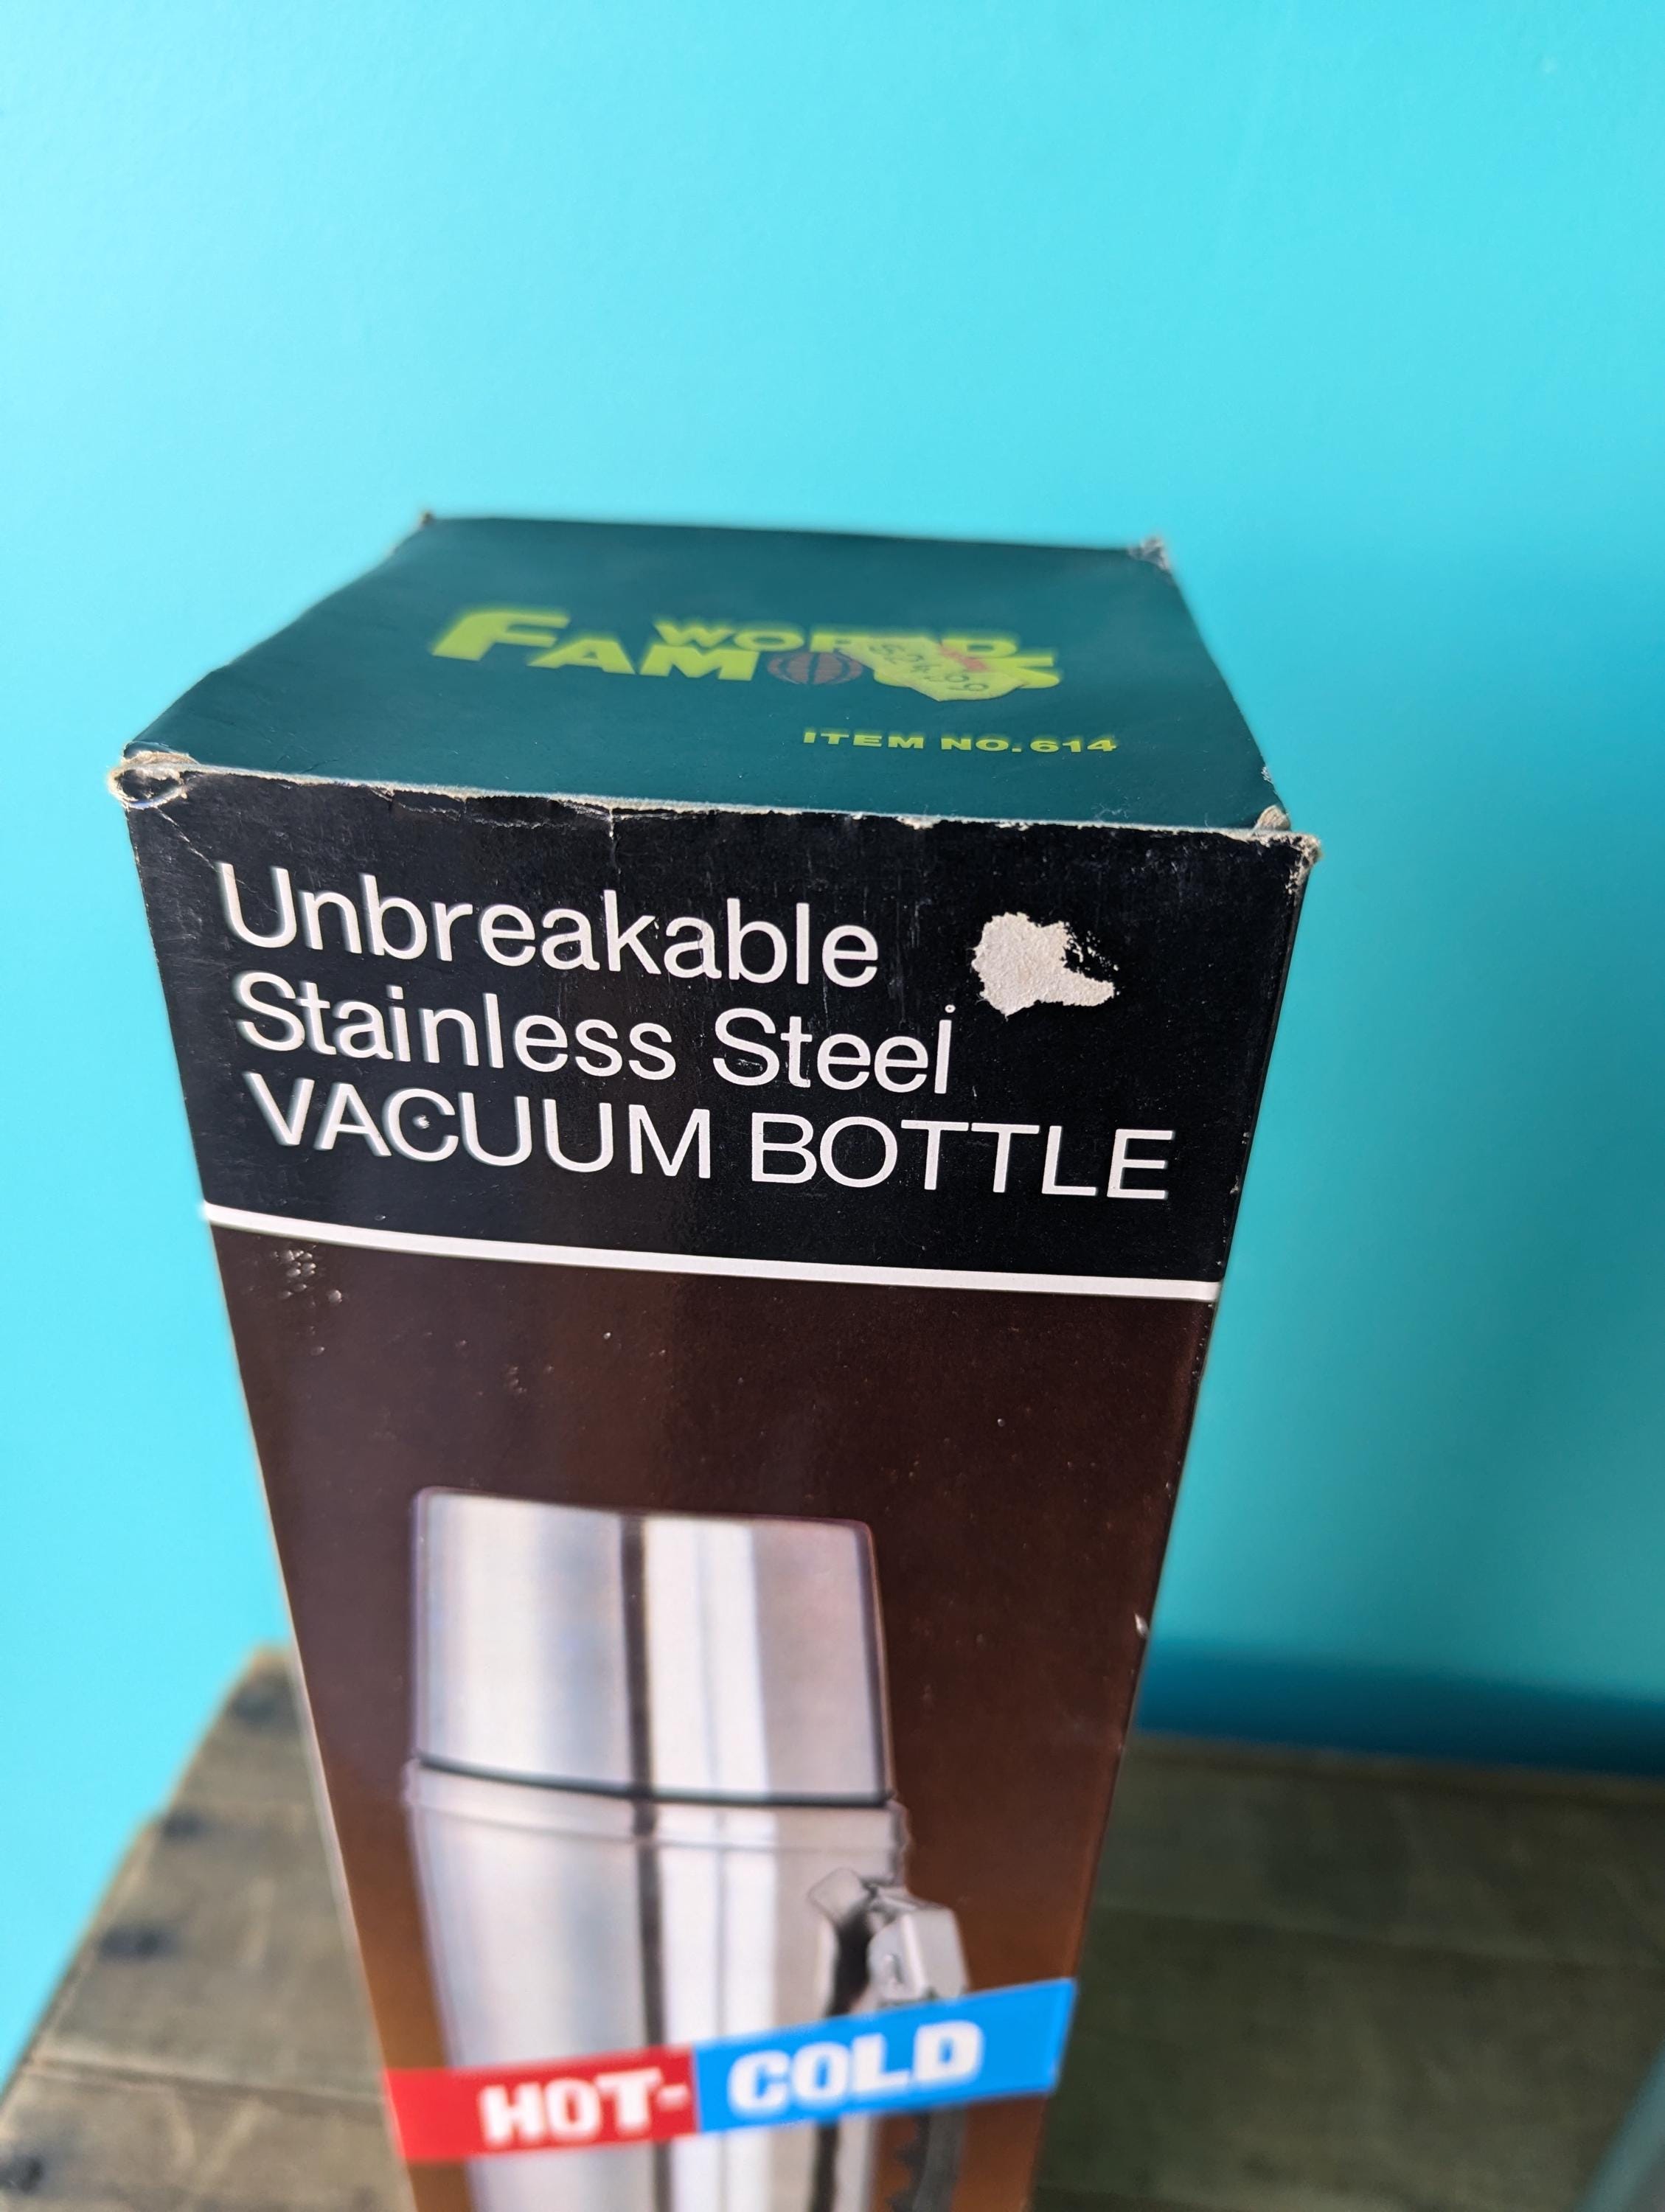 WORLD
FAMOUS
ITEM NO. 614
Unbreakable
Stainless Steel
VACUUM BOTTLE
HOT-COLD